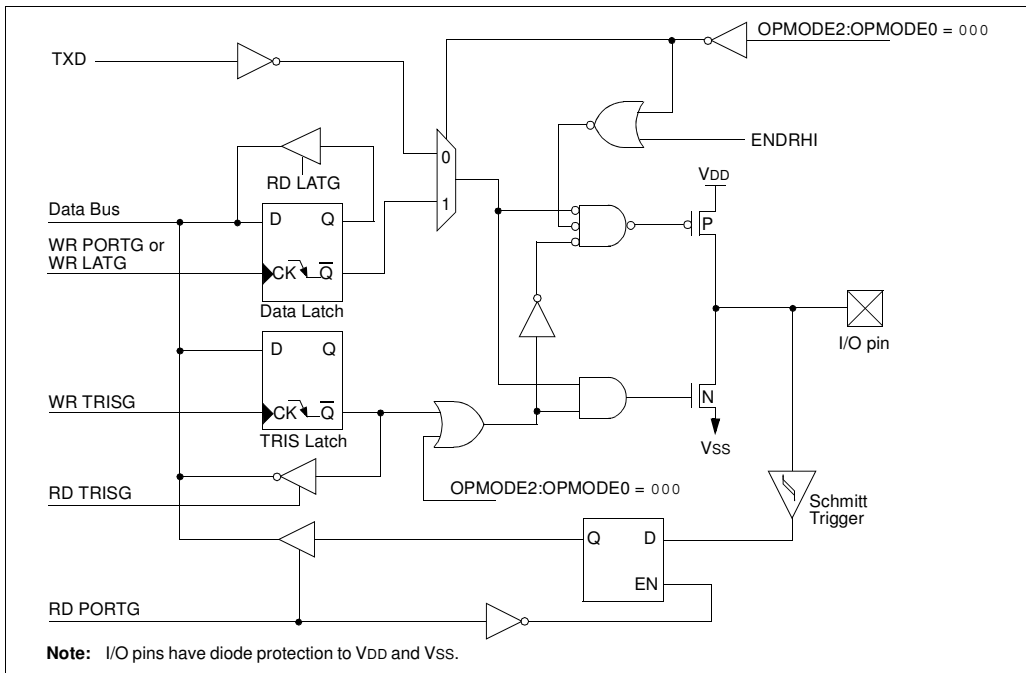 OPMODE2:OPMODE0 = 000
TXD
ENDRHI
0
1
RD LATG
VDD
Data Bus
D Q
P
WR PORTG or
WR LATG
CK Q
Data Latch
I/O pin
D Q
WR TRISG
CK Q
N
TRIS Latch
VSS
OPMODE2:OPMODE0 = 000
RD TRISG
Schmitt
Trigger
Q D
EN
RD PORTG
Note: I/O pins have diode protection to VDD and VSS.